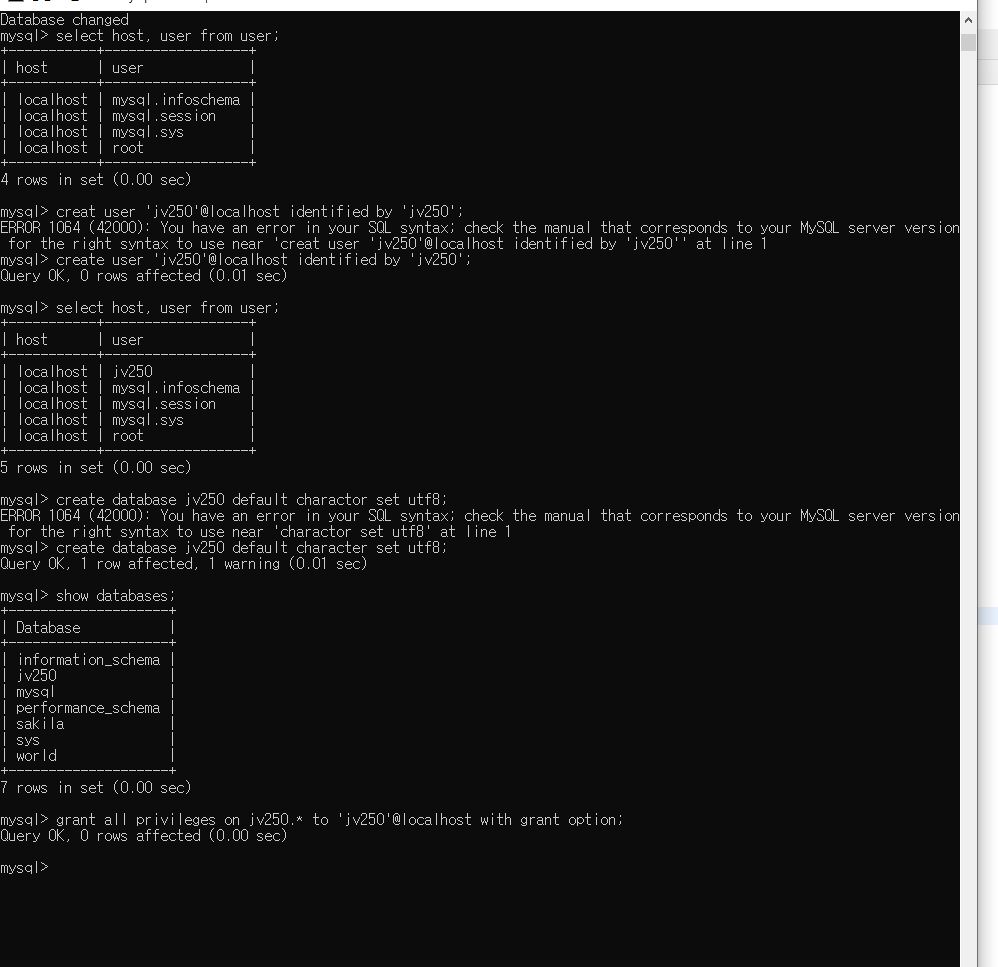 Database changed
mysql> select host, user from user;
+-----------+------------------+
| host      | user             |
+-----------+------------------+
| localhost | mysql.infoschema |
| localhost | mysql.session    |
| localhost | mysql.sys        |
| localhost | root             |
+-----------+------------------+
4 rows in set (0.00 sec)
mysql> creat user 'jv250'@localhost identified by 'jv250';
ERROR 1064 (42000): You have an error in your SQL syntax; check the manual that corresponds to your MySQL server version
 for the right syntax to use near 'creat user 'jv250'@localhost identified by 'jv250'' at line 1
mysql> create user 'jv250'@localhost identified by 'jv250';
Query OK, 0 rows affected (0.01 sec)
mysql> select host, user from user;
+-----------+------------------+
| host      | user             |
+-----------+------------------+
| localhost | jv250            |
| localhost | mysql.infoschema |
| localhost | mysql.session    |
| localhost | mysql.sys        |
| localhost | root             |
+-----------+------------------+
5 rows in set (0.00 sec)
mysql> create database jv250 default charactor set utf8;
ERROR 1064 (42000): You have an error in your SQL syntax; check the manual that corresponds to your MySQL server version
 for the right syntax to use near 'charactor set utf8' at line 1
mysql> create database jv250 default character set utf8;
Query OK, 1 row affected, 1 warning (0.01 sec)
mysql> show databases;
+--------------------+
| Database           |
+--------------------+
| information_schema |
| jv250              |
| mysql              |
| performance_schema |
| sakila             |
| sys                |
| world              |
+--------------------+
7 rows in set (0.00 sec)
mysql> grant all privileges on jv250.* to 'jv250'@localhost with grant option;
Query OK, 0 rows affected (0.00 sec)
mysql>